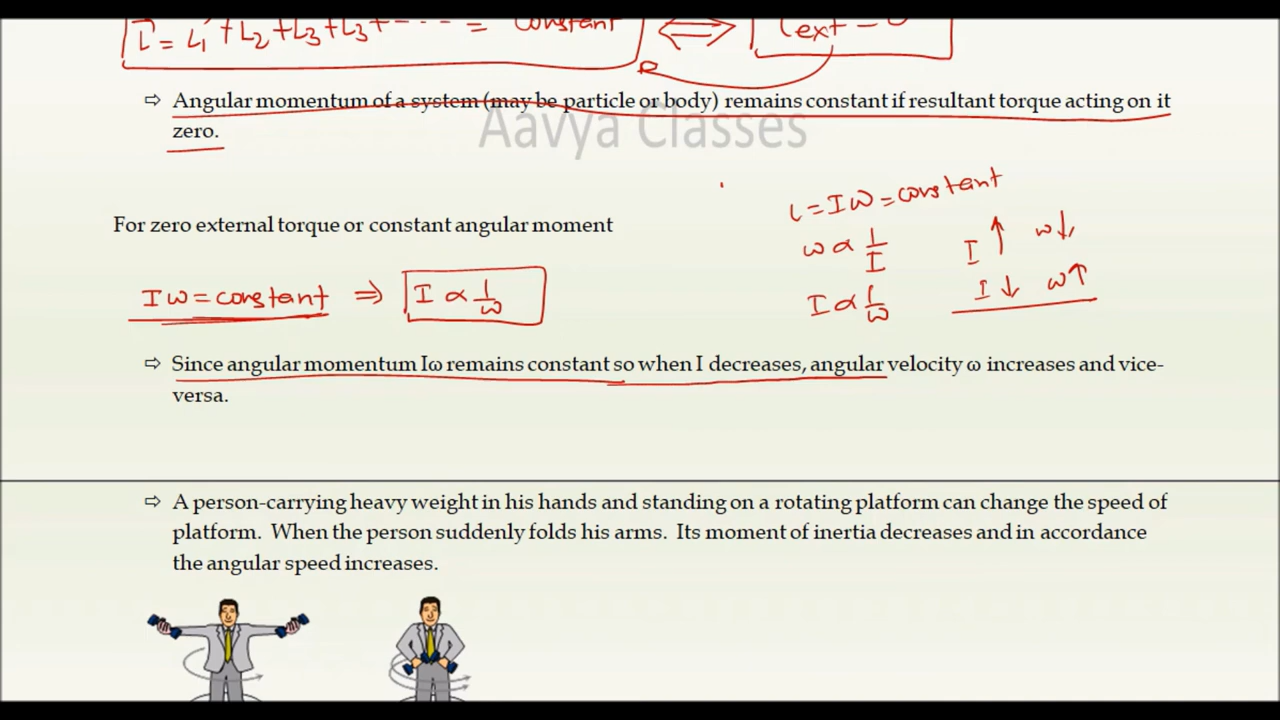 L = L₁ + L₂ + L₃ + L₃ + - - - - = constant ⟺ τext = 0
⇨ Angular momentum of a system (may be particle or body) remains constant if resultant torque acting on it
zero.
Aavya Classes
L = Iω = constant
For zero external torque or constant angular moment
ω ∝ 1/I I ↑ ω ↓
Iω = constant ⇒ I ∝ 1/ω
I ∝ 1/ω I ↓ ω ↑
⇨ Since angular momentum Iω remains constant so when I decreases, angular velocity ω increases and vice-
versa.
⇨ A person-carrying heavy weight in his hands and standing on a rotating platform can change the speed of
platform. When the person suddenly folds his arms. Its moment of inertia decreases and in accordance
the angular speed increases.